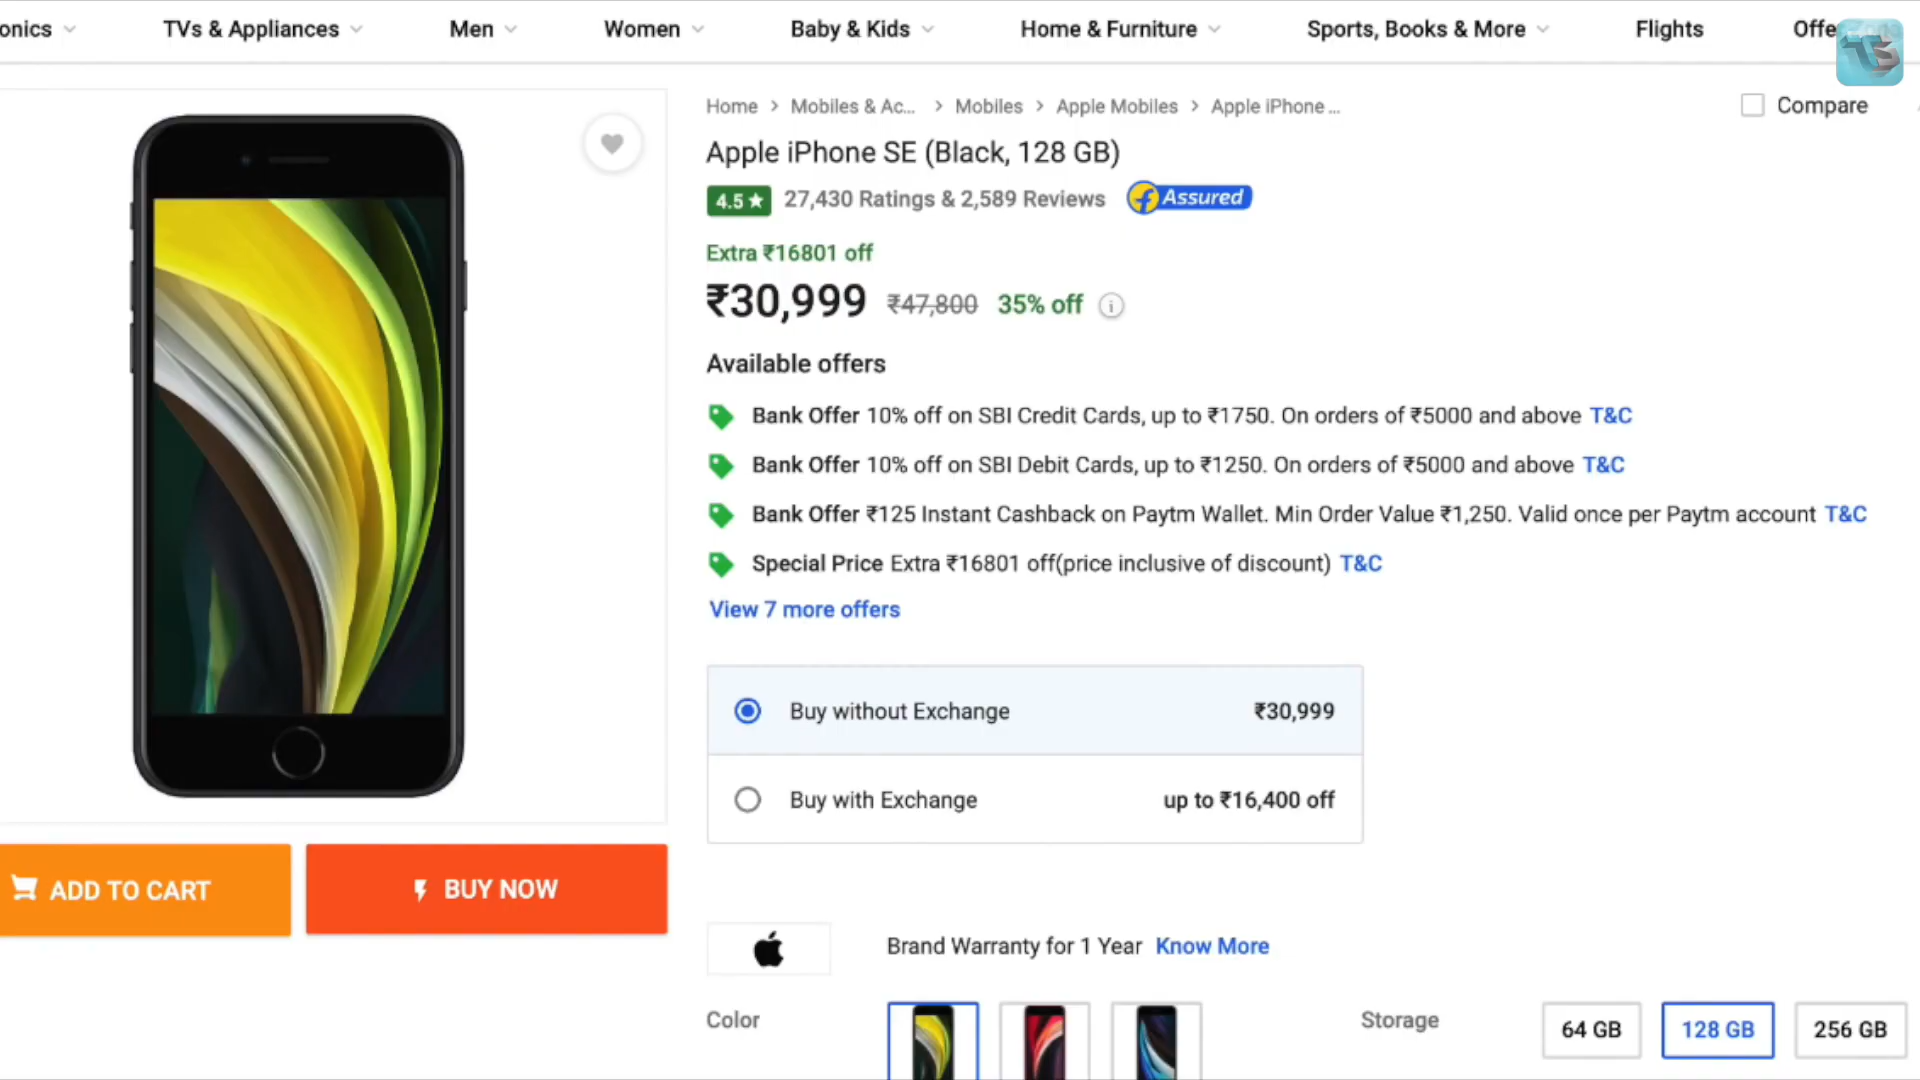 onics TVs & Appliances Men Women Baby & Kids Home & Furniture Sports, Books & More Flights Offe
TS
Home > Mobiles & Ac... > Mobiles > Apple Mobiles > Apple iPhone ...
Compare
Apple iPhone SE (Black, 128 GB)
4.5★ 27,430 Ratings & 2,589 Reviews f Assured
Extra ₹16801 off
₹30,999 ₹47,800 35% off i
Available offers
Bank Offer 10% off on SBI Credit Cards, up to ₹1750. On orders of ₹5000 and above T&C
Bank Offer 10% off on SBI Debit Cards, up to ₹1250. On orders of ₹5000 and above T&C
Bank Offer ₹125 Instant Cashback on Paytm Wallet. Min Order Value ₹1,250. Valid once per Paytm account T&C
Special Price Extra ₹16801 off(price inclusive of discount) T&C
View 7 more offers
Buy without Exchange ₹30,999
Buy with Exchange up to ₹16,400 off
ADD TO CART
BUY NOW
Brand Warranty for 1 Year Know More
Color
Storage
64 GB
128 GB
256 GB